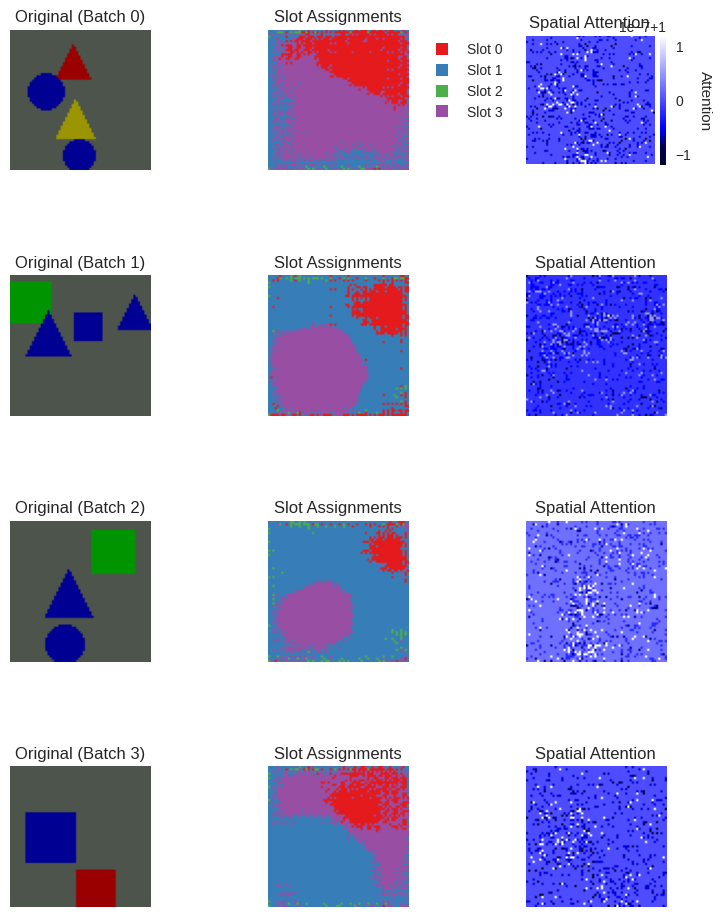 Original (Batch 0)
Slot Assignments
Slot 0
Slot 1
Slot 2
Slot 3
Spatial Attention
1e−7+1
1
0
−1
Attention
Original (Batch 1)
Slot Assignments
Spatial Attention
Original (Batch 2)
Slot Assignments
Spatial Attention
Original (Batch 3)
Slot Assignments
Spatial Attention